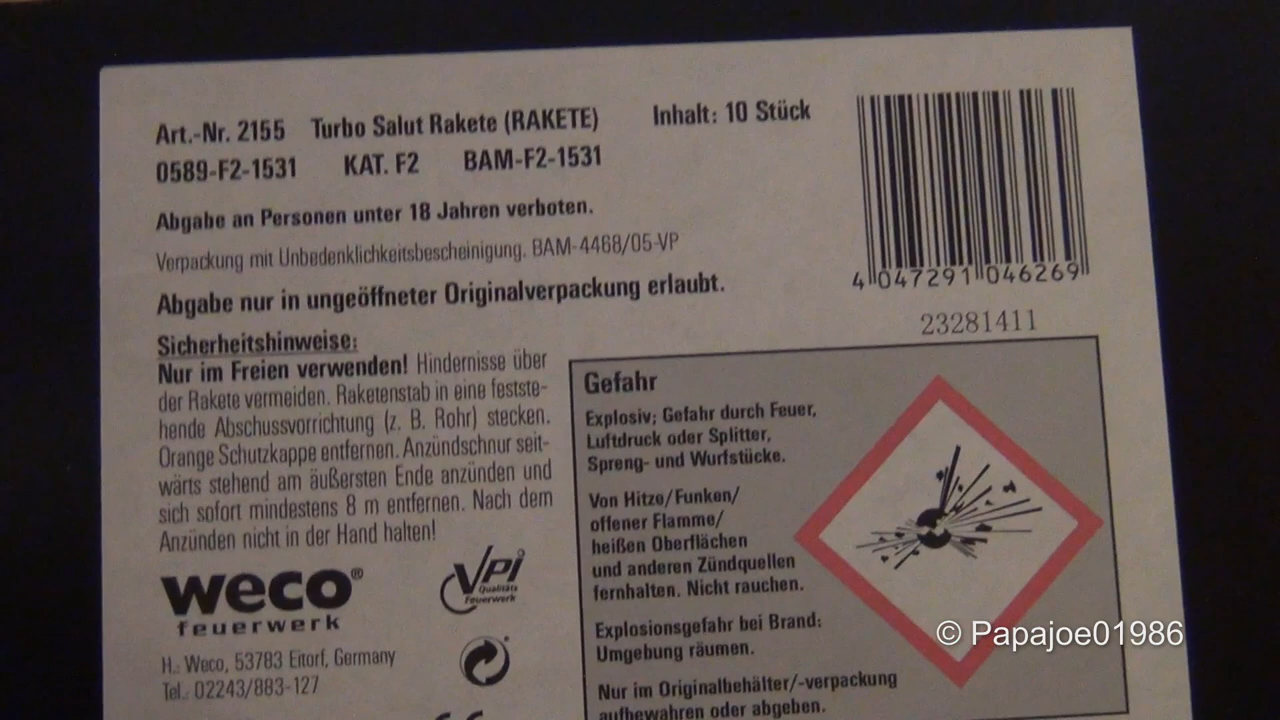 Art.-Nr. 2155 Turbo Salut Rakete (RAKETE) Inhalt: 10 Stück
0589-F2-1531 KAT. F2 BAM-F2-1531
Abgabe an Personen unter 18 Jahren verboten.
Verpackung mit Unbedenklichkeitsbescheinigung. BAM-4468/05-VP
Abgabe nur in ungeöffneter Originalverpackung erlaubt.
4 047291 046269
23281411
Sicherheitshinweise:
Nur im Freien verwenden! Hindernisse über
der Rakete vermeiden. Raketenstab in eine festste-
hende Abschussvorrichtung (z. B. Rohr) stecken.
Orange Schutzkappe entfernen. Anzündschnur seit-
wärts stehend am äußersten Ende anzünden und
sich sofort mindestens 8 m entfernen. Nach dem
Anzünden nicht in der Hand halten!
weco®
feuerwerk
VPi
Qualitäts
Feuerwerk
H.: Weco, 53783 Eitorf, Germany
Tel.: 02243/883-127
CE
Gefahr
Explosiv; Gefahr durch Feuer,
Luftdruck oder Splitter,
Spreng- und Wurfstücke.
Von Hitze/Funken/
offener Flamme/
heißen Oberflächen
und anderen Zündquellen
fernhalten. Nicht rauchen.
Explosionsgefahr bei Brand:
Umgebung räumen.
Nur im Originalbehälter/-verpackung
aufbewahren oder abgeben.
© Papajoe01986